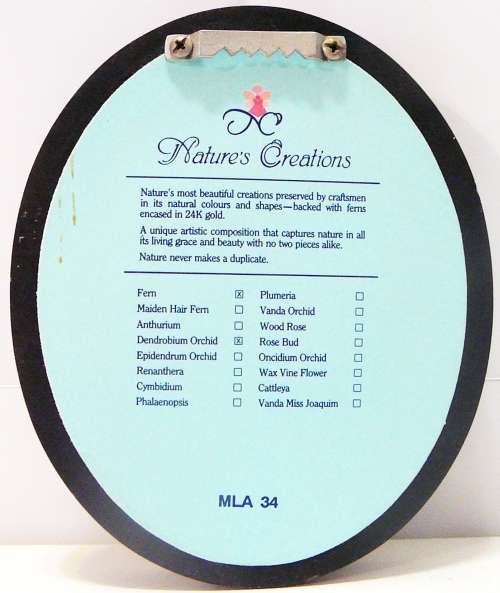 NC
Nature's Creations
Nature's most beautiful creations preserved by craftsmen
in its natural colours and shapes—backed with ferns
encased in 24K gold.
A unique artistic composition that captures nature in all
its living grace and beauty with no two pieces alike.
Nature never makes a duplicate.
Fern ☒ Plumeria ☐
Maiden Hair Fern ☐ Vanda Orchid ☐
Anthurium ☐ Wood Rose ☐
Dendrobium Orchid ☒ Rose Bud ☐
Epidendrum Orchid ☐ Oncidium Orchid ☐
Renanthera ☐ Wax Vine Flower ☐
Cymbidium ☐ Cattleya ☐
Phalaenopsis ☐ Vanda Miss Joaquim ☐
MLA 34